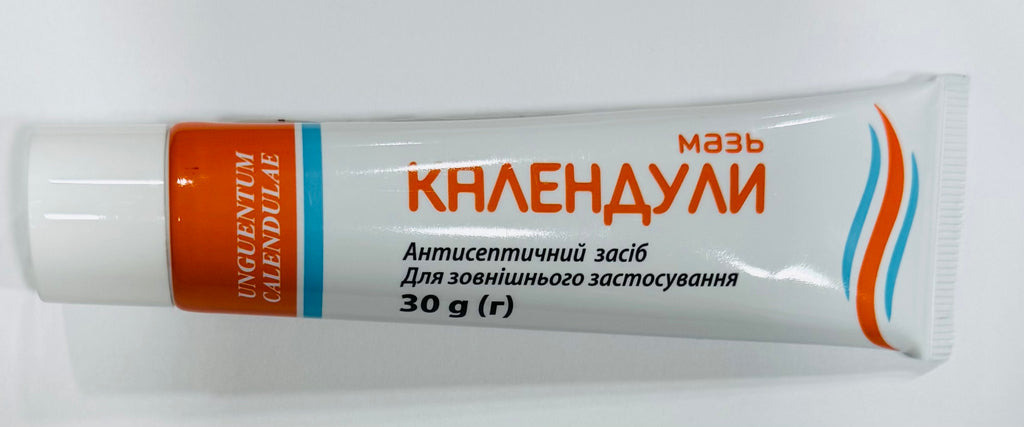 UNGUENTUM
CALENDULAE
мазь
КАЛЕНДУЛИ
Антисептичний засіб
Для зовнішнього застосування
30 g (г)